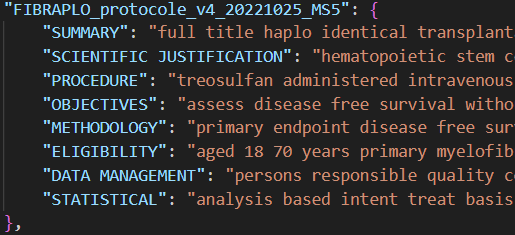 "FIBRAPLO_protocole_v4_20221025_MS5": {
"SUMMARY": "full title haplo identical transplant
"SCIENTIFIC JUSTIFICATION": "hematopoietic stem c
"PROCEDURE": "treosulfan administered intravenous
"OBJECTIVES": "assess disease free survival witho
"METHODOLOGY": "primary endpoint disease free sur
"ELIGIBILITY": "aged 18 70 years primary myelofib
"DATA MANAGEMENT": "persons responsible quality c
"STATISTICAL": "analysis based intent treat basis
},